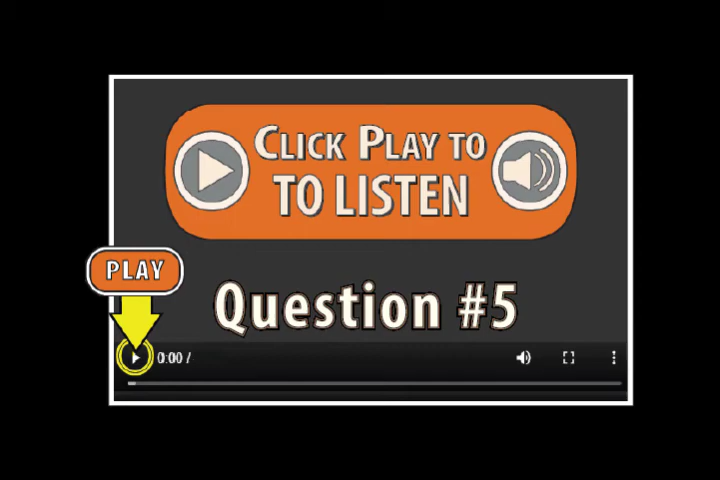 CLICK PLAY TO
TO LISTEN
PLAY
Question #5
0:00 /